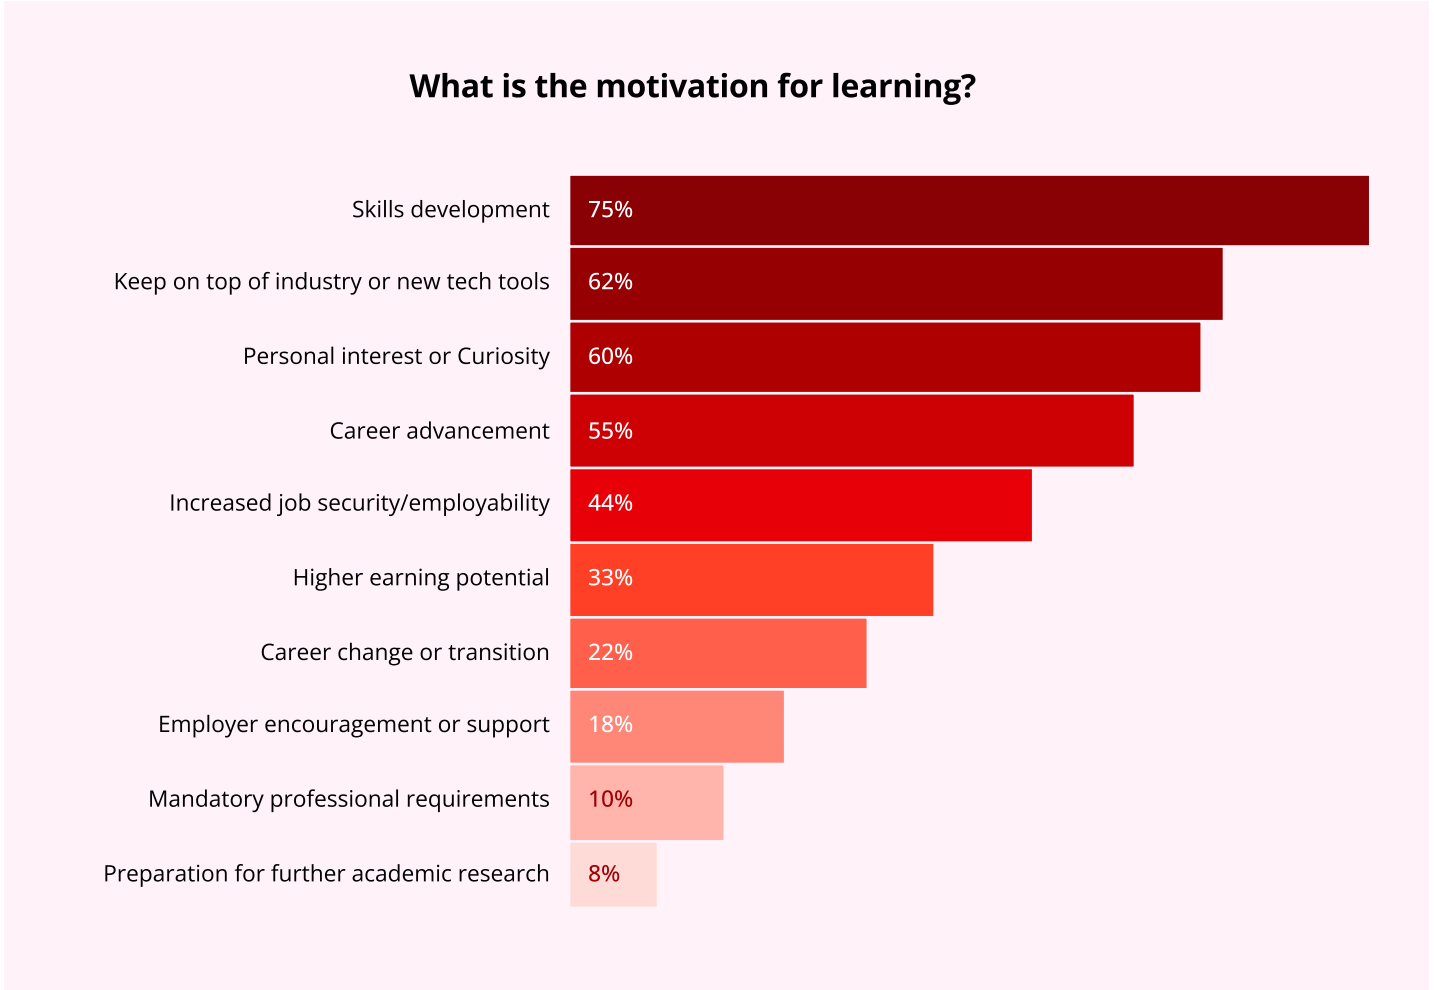 What is the motivation for learning?
Skills development 75%
Keep on top of industry or new tech tools 62%
Personal interest or Curiosity 60%
Career advancement 55%
Increased job security/employability 44%
Higher earning potential 33%
Career change or transition 22%
Employer encouragement or support 18%
Mandatory professional requirements 10%
Preparation for further academic research 8%